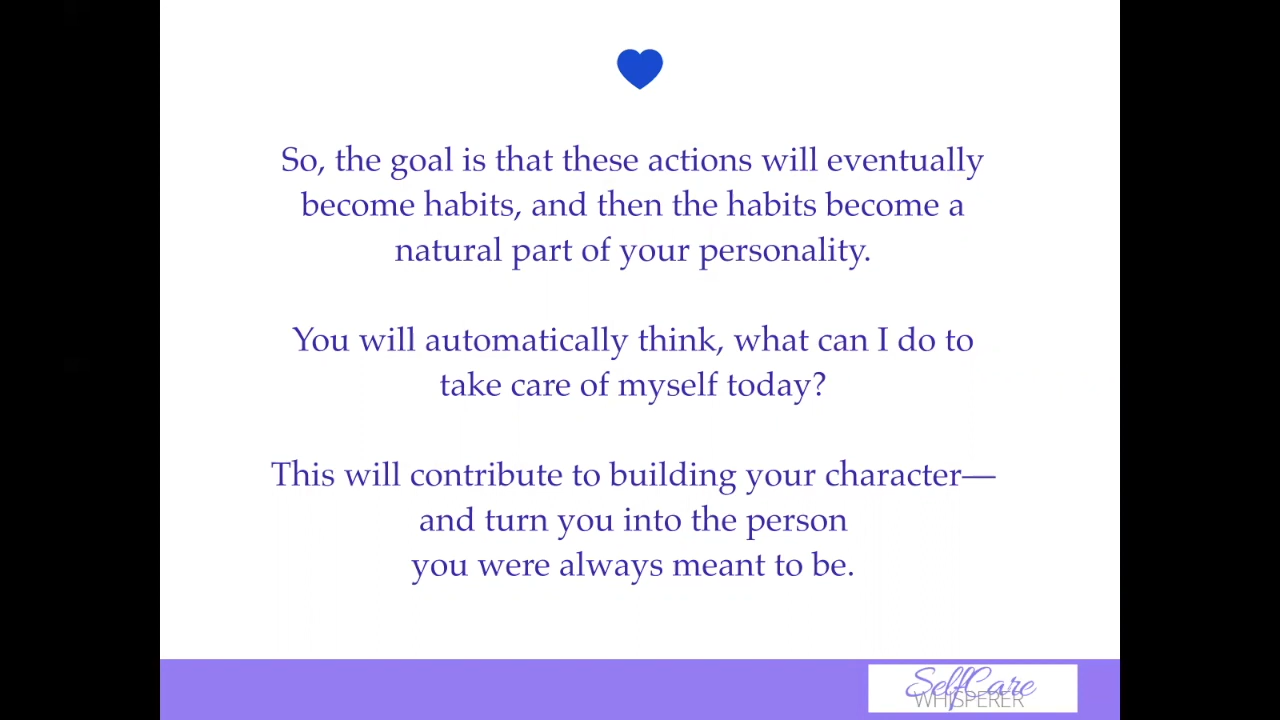 So, the goal is that these actions will eventually
become habits, and then the habits become a
natural part of your personality.
You will automatically think, what can I do to
take care of myself today?
This will contribute to building your character—
and turn you into the person
you were always meant to be.
SelfCare
WHISPERER